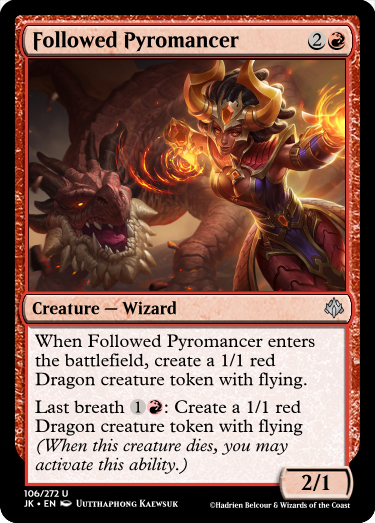 Followed Pyromancer 2
Creature — Wizard
When Followed Pyromancer enters
the battlefield, create a 1/1 red
Dragon creature token with flying.
Last breath 1: Create a 1/1 red
Dragon creature token with flying
(When this creature dies, you may
activate this ability.)
2/1
106/272 U
JK • EN Uutthaphong Kaewsuk
©Hadrien Belcour & Wizards of the Coast